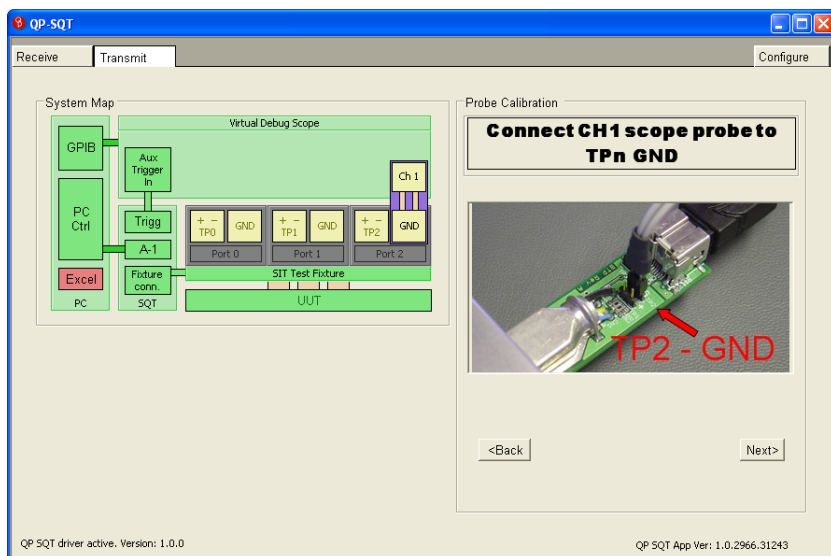 QP-SQT
Receive
Transmit
Configure
System Map
Virtual Debug Scope
GPIB
Aux
Trigger
In
Ch 1
PC
Ctrl
Trigg
A-1
+ -
TP0
GND
Port 0
+ -
TP1
GND
Port 1
+ -
TP2
GND
Port 2
Excel
PC
Fixture
conn.
SQT
SIT Test Fixture
UUT
Probe Calibration
Connect CH1 scope probe to
TPn GND
TP2 - GND
<Back
Next>
QP SQT driver active. Version: 1.0.0
QP SQT App Ver: 1.0.2966.31243